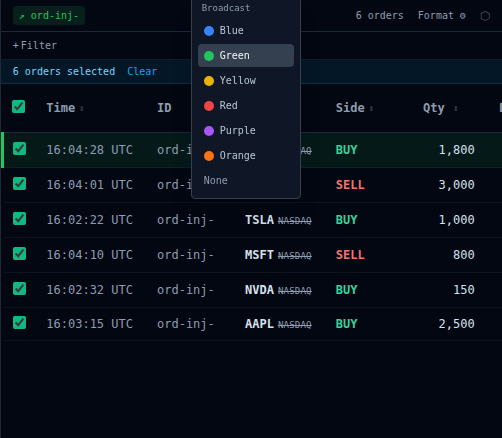 ↗ ord-inj-
Broadcast
6 orders Format ⚙
Blue
+ Filter
Green
6 orders selected Clear
Yellow
Red
Time ID Side Qty
Purple
16:04:28 UTC BUY 1,800
Orange
None
16:04:01 UTC SELL 3,000
16:02:22 UTC ord-inj- TSLA NASDAQ BUY 1,000
16:04:10 UTC ord-inj- MSFT NASDAQ SELL 800
16:02:32 UTC ord-inj- NVDA NASDAQ BUY 150
16:03:15 UTC ord-inj- AAPL NASDAQ BUY 2,500